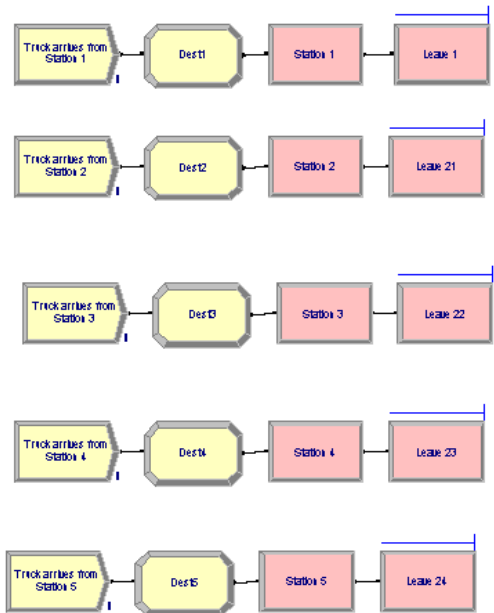 Truck arrives from
Station 1
Dest1
Station 1
Leave 1
Truck arrives from
Station 2
Dest2
Station 2
Leave 21
Truck arrives from
Station 3
Dest3
Station 3
Leave 22
Truck arrives from
Station 4
Dest4
Station 4
Leave 23
Truck arrives from
Station 5
Dest5
Station 5
Leave 24